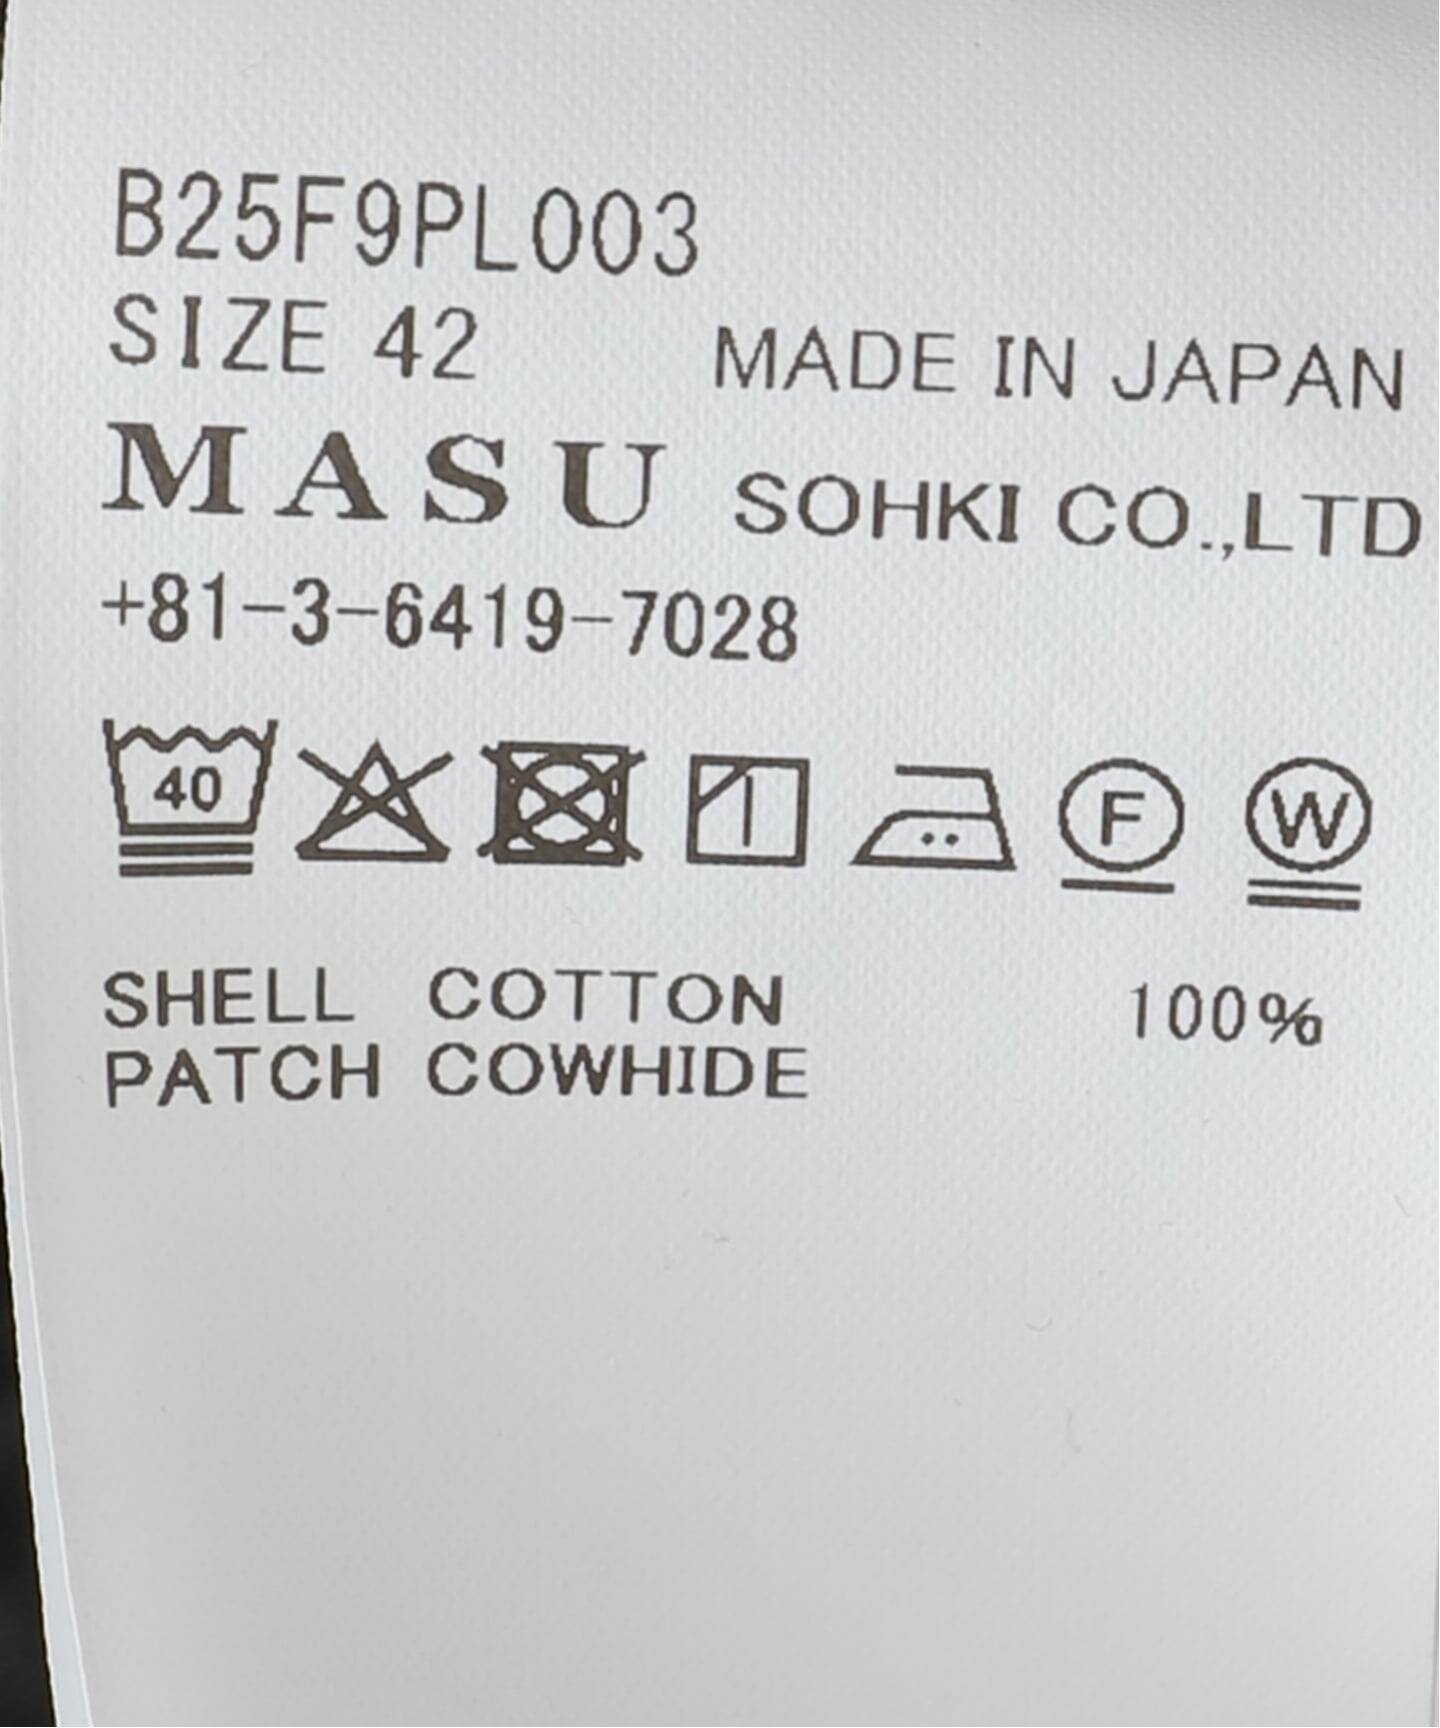 B25F9PL003
SIZE 42 MADE IN JAPAN
MASU SOHKI CO.,LTD
+81-3-6419-7028
40 F W
SHELL COTTON 100%
PATCH COWHIDE